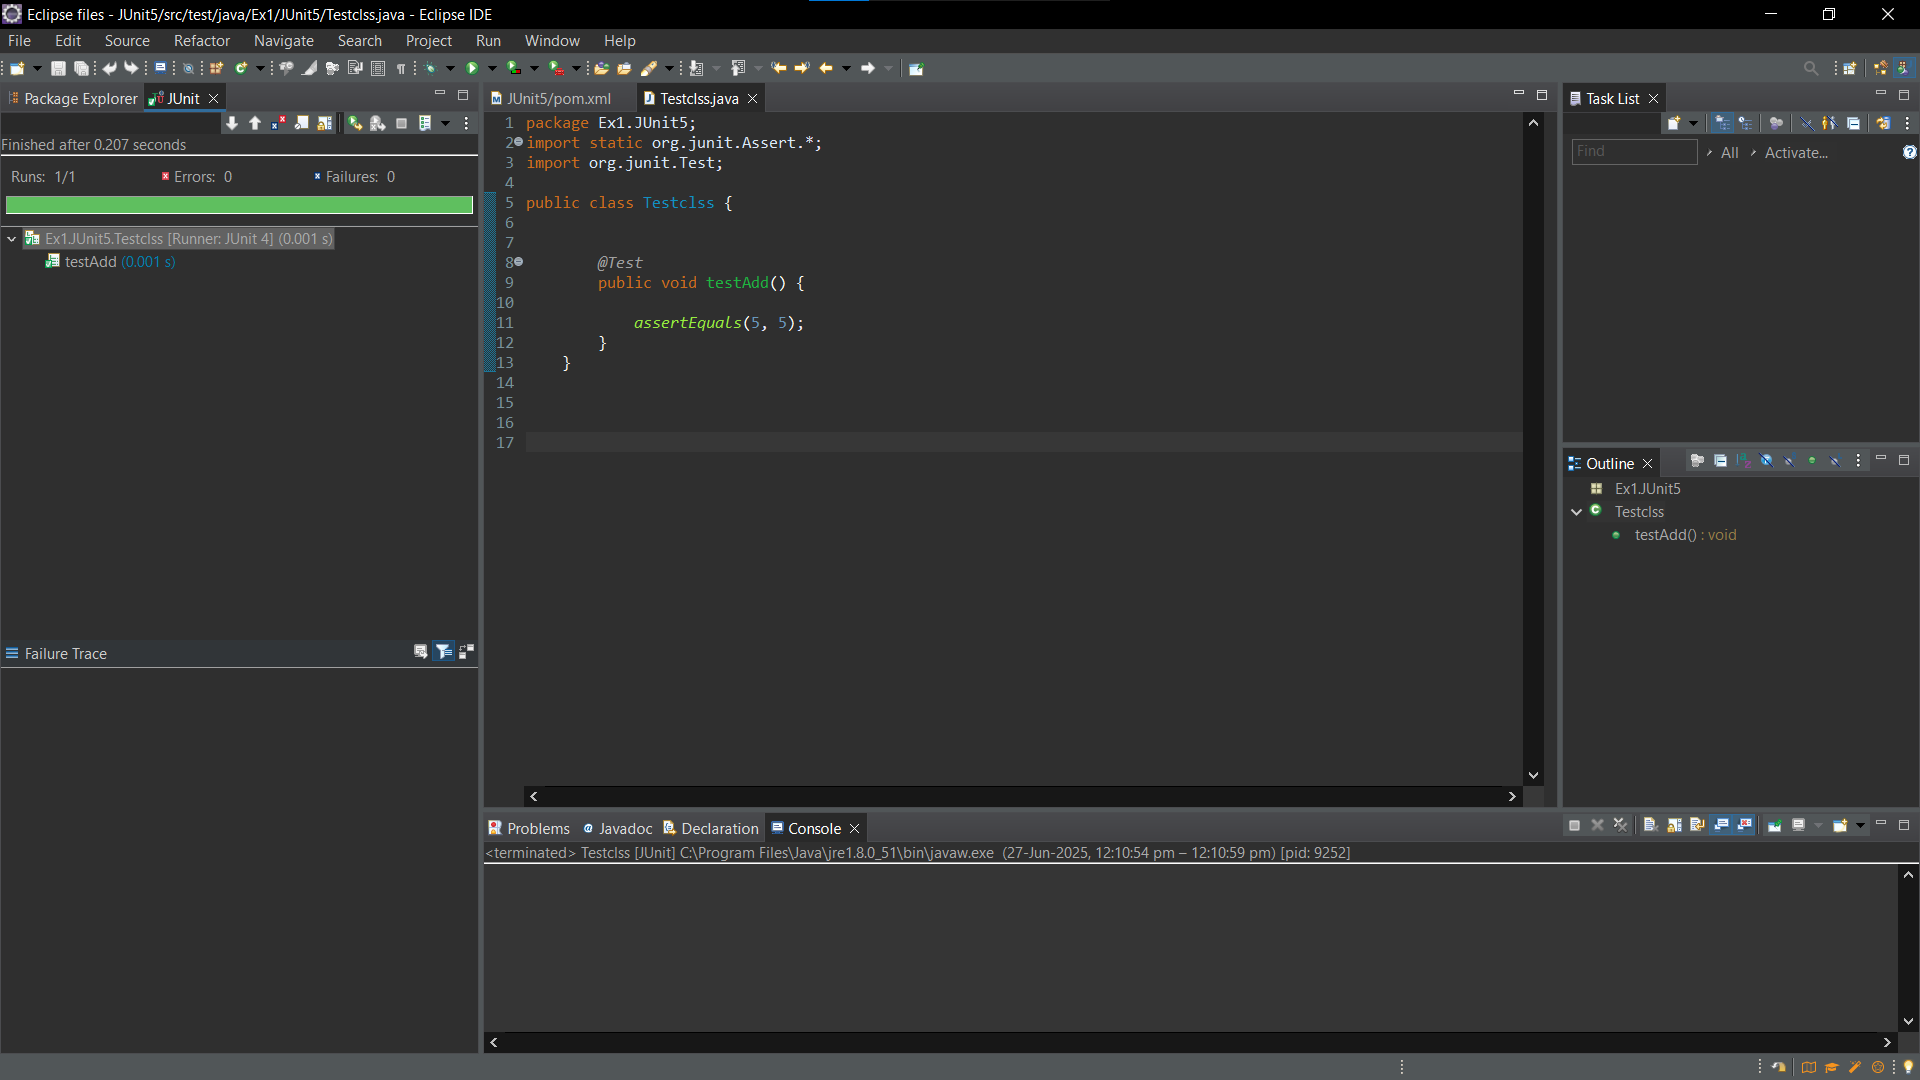 Eclipse files - JUnit5/src/test/java/Ex1/JUnit5/Testclss.java - Eclipse IDE
File Edit Source Refactor Navigate Search Project Run Window Help
Package Explorer JUnit
Finished after 0.207 seconds
Runs: 1/1 Errors: 0 Failures: 0
Ex1.JUnit5.Testclss [Runner: JUnit 4] (0.001 s)
testAdd (0.001 s)
Failure Trace
JUnit5/pom.xml Testclss.java
1 package Ex1.JUnit5;
2 import static org.junit.Assert.*;
3 import org.junit.Test;
4
5 public class Testclss {
6
7
8 @Test
9 public void testAdd() {
10
11 assertEquals(5, 5);
12 }
13 }
14
15
16
17
Task List
Find All Activate...
Outline
Ex1.JUnit5
Testclss
testAdd() : void
Problems Javadoc Declaration Console
<terminated> Testclss [JUnit] C:\Program Files\Java\jre1.8.0_51\bin\javaw.exe (27-Jun-2025, 12:10:54 pm – 12:10:59 pm) [pid: 9252]